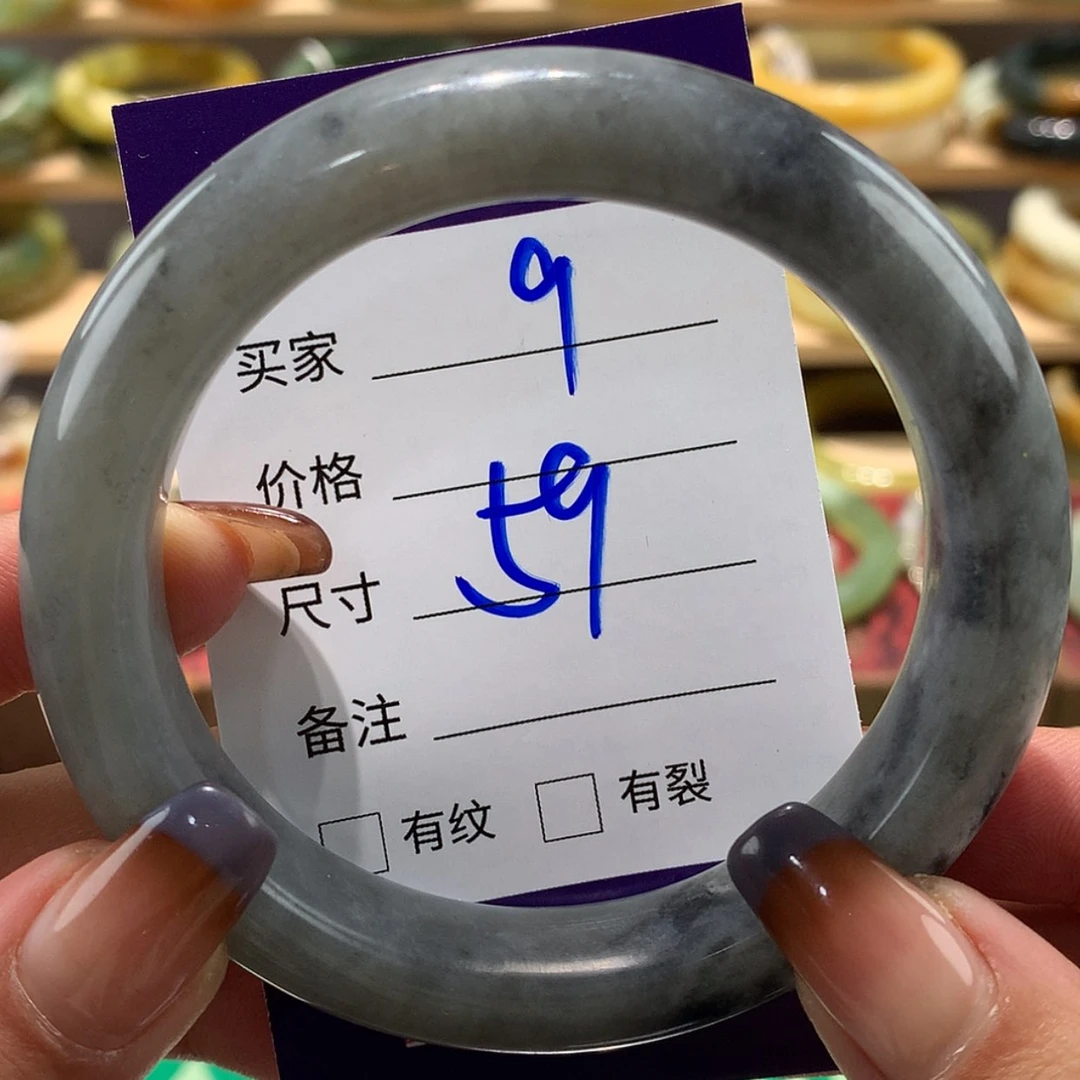 买家 9
价格
尺寸 59
备注
有纹 有裂